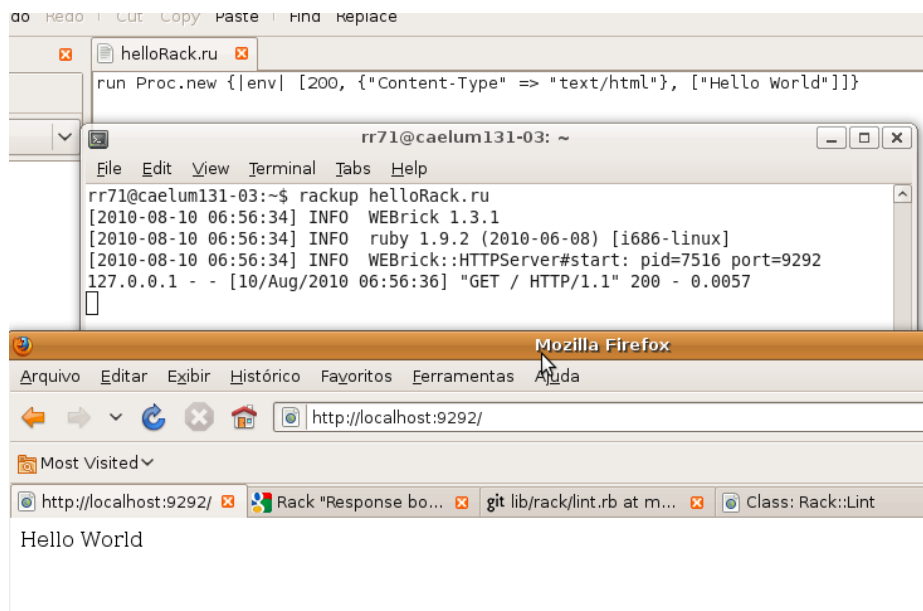 do Redo Cut Copy Paste Find Replace
helloRack.ru
run Proc.new {|env| [200, {"Content-Type" => "text/html"}, ["Hello World"]]}
rr71@caelum131-03: ~
File Edit View Terminal Tabs Help
rr71@caelum131-03:~$ rackup helloRack.ru
[2010-08-10 06:56:34] INFO  WEBrick 1.3.1
[2010-08-10 06:56:34] INFO  ruby 1.9.2 (2010-06-08) [i686-linux]
[2010-08-10 06:56:34] INFO  WEBrick::HTTPServer#start: pid=7516 port=9292
127.0.0.1 - - [10/Aug/2010 06:56:36] "GET / HTTP/1.1" 200 - 0.0057
Mozilla Firefox
Arquivo Editar Exibir Histórico Favoritos Ferramentas Ajuda
http://localhost:9292/
Most Visited
http://localhost:9292/ Rack "Response bo... git lib/rack/lint.rb at m... Class: Rack::Lint
Hello World